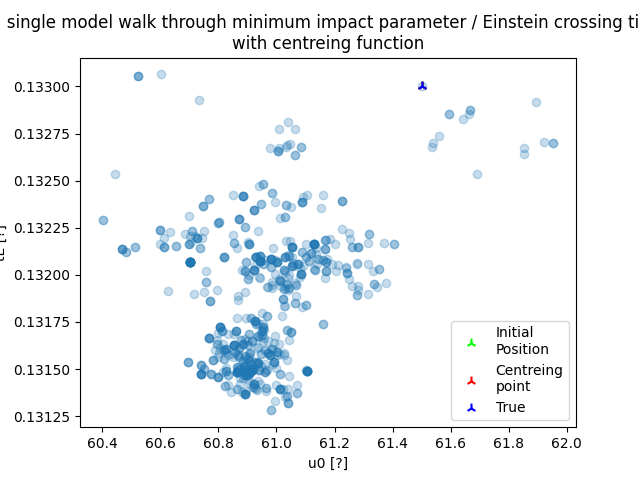 single model walk through minimum impact parameter / Einstein crossing
with centreing function
0.13300
0.13275
0.13250
0.13225
0.13200
0.13175
0.13150
0.13125
60.4 60.6 60.8 61.0 61.2 61.4 61.6 61.8 62.0
u0 [?]
Initial
Position
Centreing
point
True